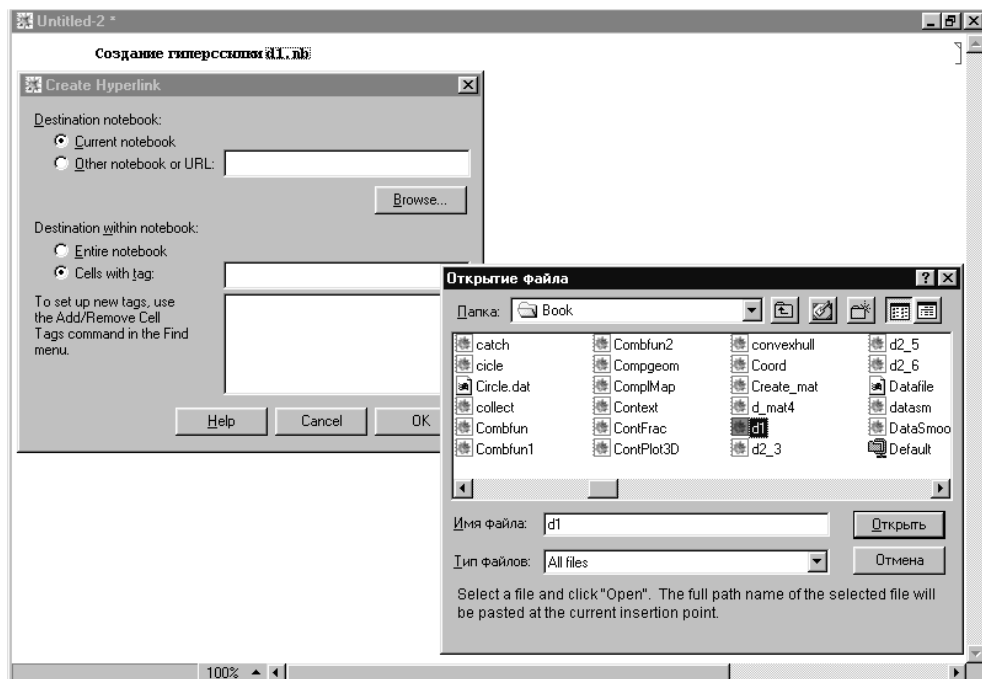 Untitled-2 *
Создание гиперссылки d1.nb
Create Hyperlink
Destination notebook:
Current notebook
Other notebook or URL:
Browse...
Destination within notebook:
Entire notebook
Cells with tag:
To set up new tags, use
the Add/Remove Cell
Tags command in the Find
menu.
Help Cancel OK
Открытие файла
Папка: Book
catch Combfun2 convexhull d2_5
cicle Compgeom Coord d2_6
Circle.dat ComplMap Create_mat Datafile
collect Context d_mat4 datasm
Combfun ContFrac d1 DataSmoo
Combfun1 ContPlot3D d2_3 Default
Имя файла: d1 Открыть
Тип файлов: All files Отмена
Select a file and click "Open". The full path name of the selected file will
be pasted at the current insertion point.
100%